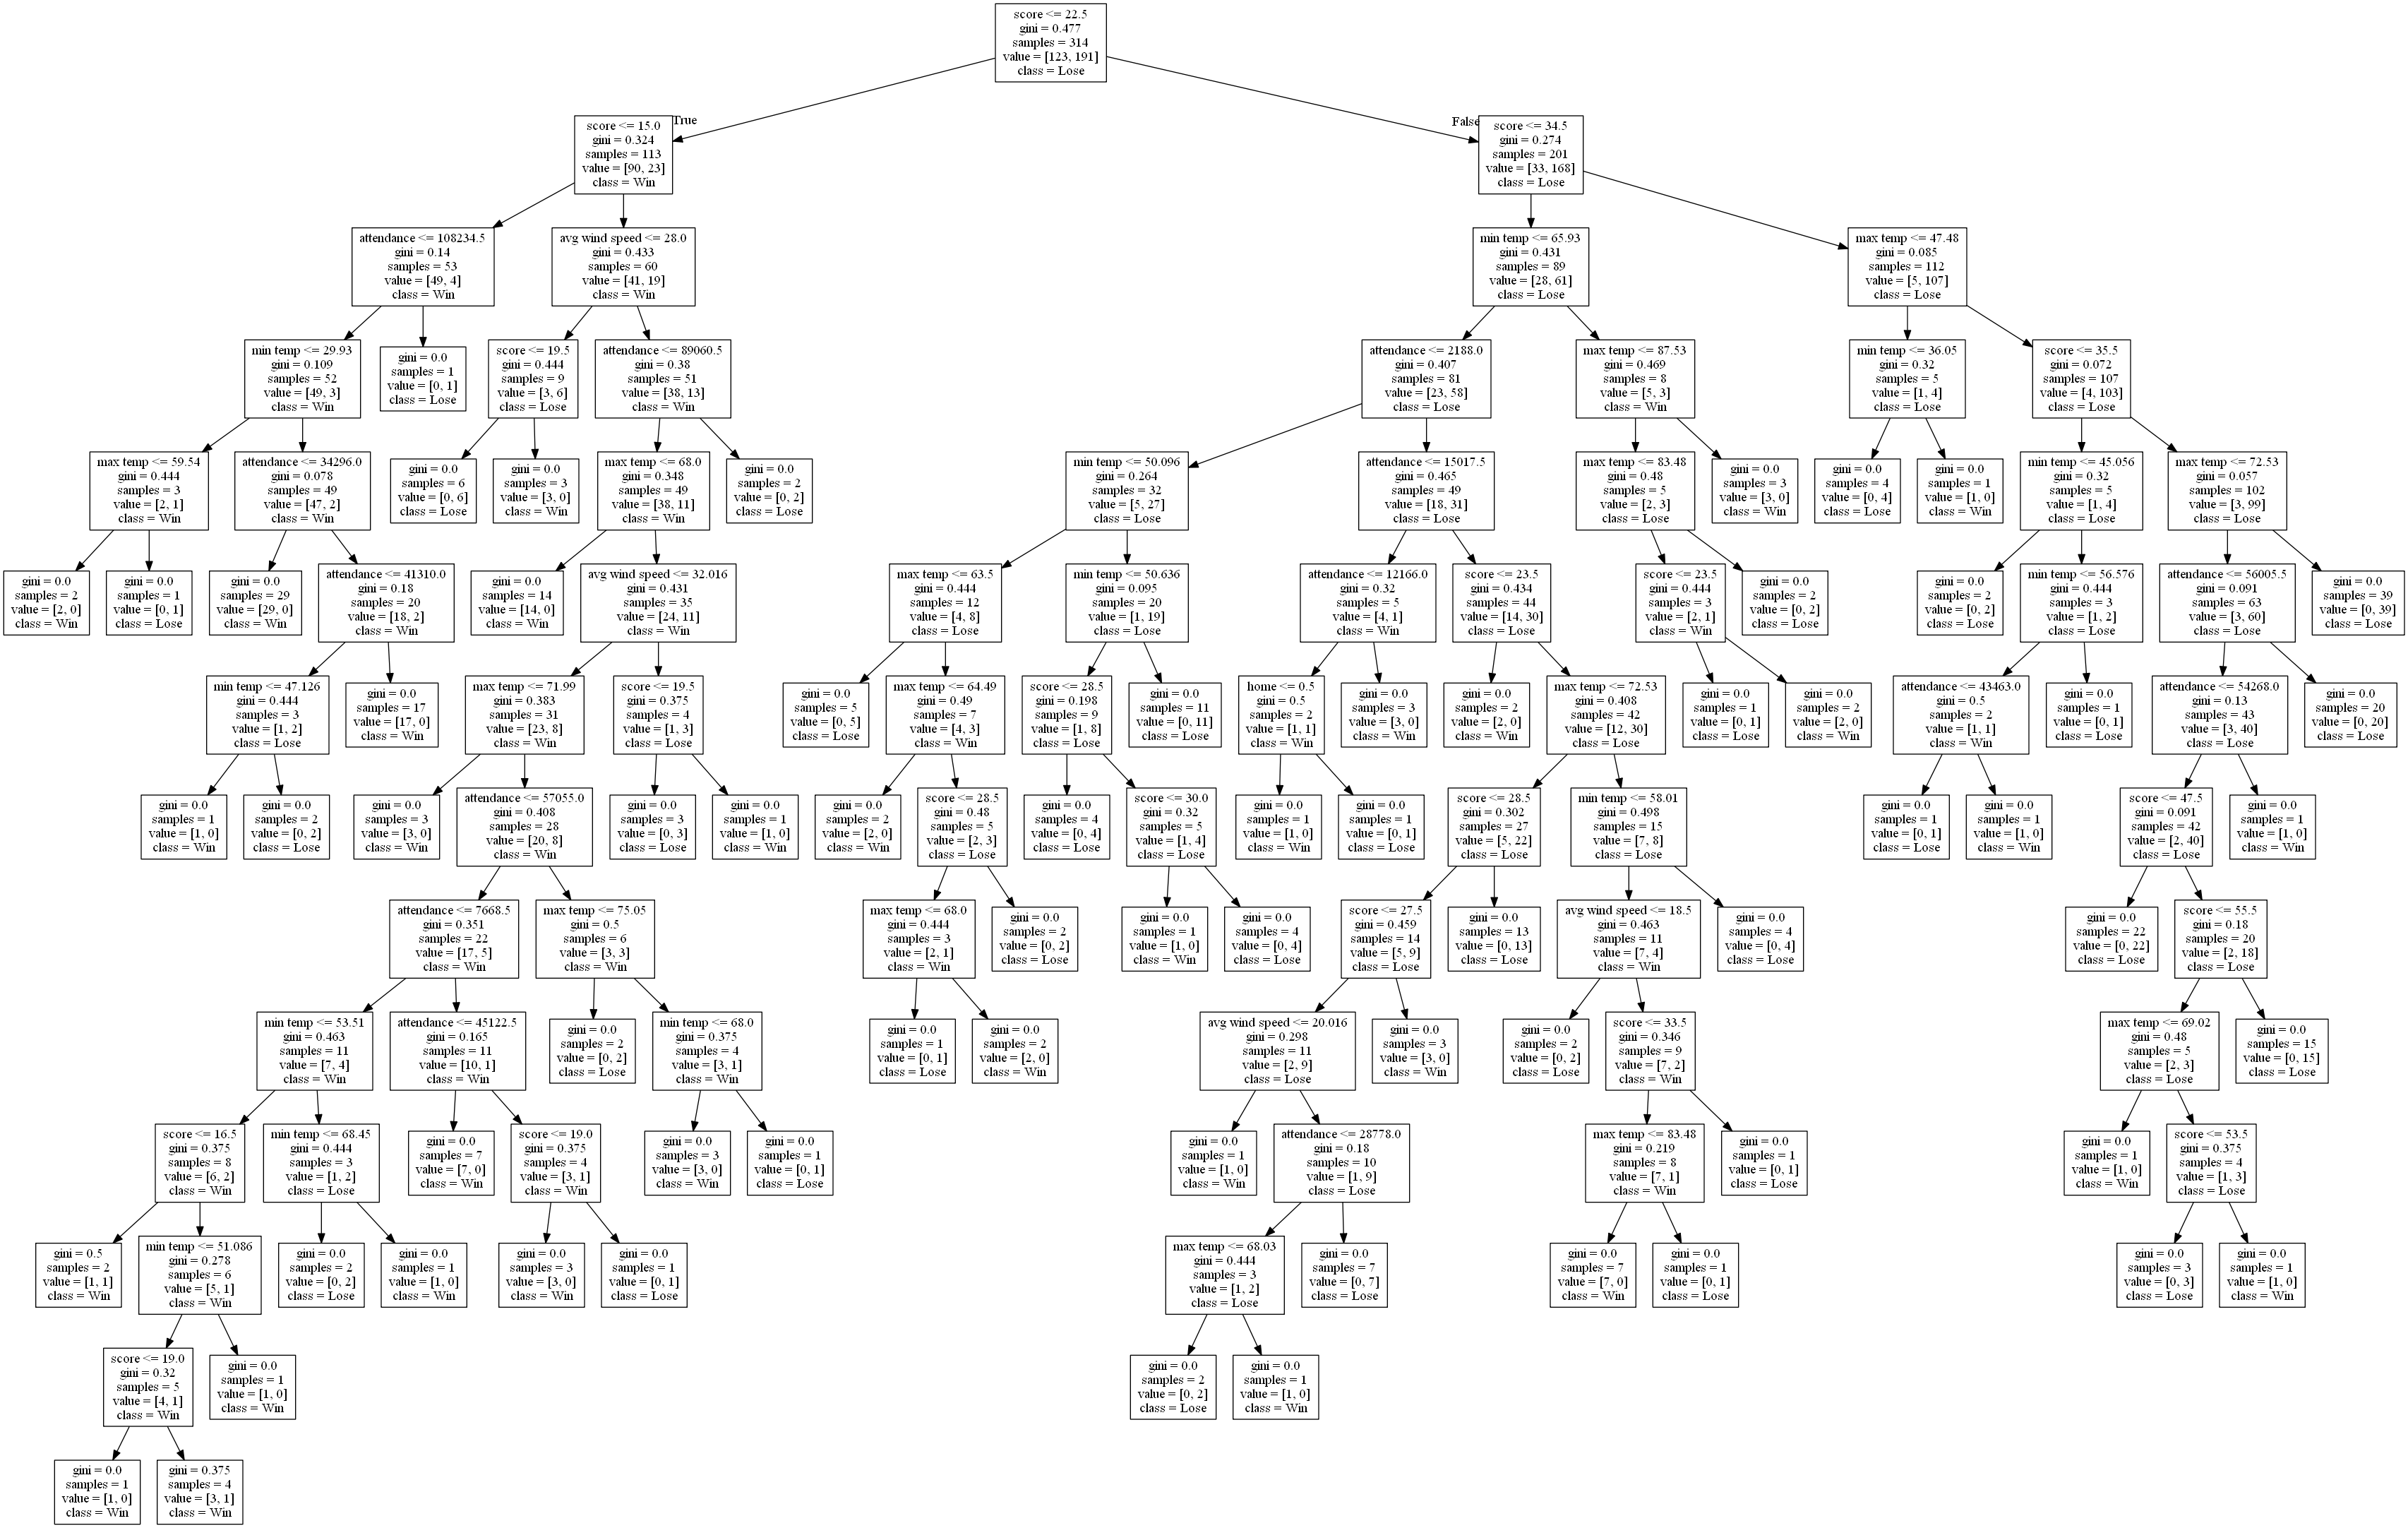 score <= 22.5
gini = 0.477
samples = 314
value = [123, 191]
class = Lose
True
False
score <= 15.0
gini = 0.324
samples = 113
value = [90, 23]
class = Win
score <= 34.5
gini = 0.274
samples = 201
value = [33, 168]
class = Lose
attendance <= 108234.5
gini = 0.14
samples = 53
value = [49, 4]
class = Win
avg wind speed <= 28.0
gini = 0.433
samples = 60
value = [41, 19]
class = Win
min temp <= 65.93
gini = 0.431
samples = 89
value = [28, 61]
class = Lose
max temp <= 47.48
gini = 0.085
samples = 112
value = [5, 107]
class = Lose
min temp <= 29.93
gini = 0.109
samples = 52
value = [49, 3]
class = Win
gini = 0.0
samples = 1
value = [0, 1]
class = Lose
score <= 19.5
gini = 0.444
samples = 9
value = [3, 6]
class = Lose
attendance <= 89060.5
gini = 0.38
samples = 51
value = [38, 13]
class = Win
attendance <= 2188.0
gini = 0.407
samples = 81
value = [23, 58]
class = Lose
max temp <= 87.53
gini = 0.469
samples = 8
value = [5, 3]
class = Win
min temp <= 36.05
gini = 0.32
samples = 5
value = [1, 4]
class = Lose
score <= 35.5
gini = 0.072
samples = 107
value = [4, 103]
class = Lose
max temp <= 59.54
gini = 0.444
samples = 3
value = [2, 1]
class = Win
attendance <= 34296.0
gini = 0.078
samples = 49
value = [47, 2]
class = Win
gini = 0.0
samples = 6
value = [0, 6]
class = Lose
gini = 0.0
samples = 3
value = [3, 0]
class = Win
max temp <= 68.0
gini = 0.348
samples = 49
value = [38, 11]
class = Win
gini = 0.0
samples = 2
value = [0, 2]
class = Lose
min temp <= 50.096
gini = 0.264
samples = 32
value = [5, 27]
class = Lose
attendance <= 15017.5
gini = 0.465
samples = 49
value = [18, 31]
class = Lose
max temp <= 83.48
gini = 0.48
samples = 5
value = [2, 3]
class = Lose
gini = 0.0
samples = 3
value = [3, 0]
class = Win
gini = 0.0
samples = 4
value = [0, 4]
class = Lose
gini = 0.0
samples = 1
value = [1, 0]
class = Win
min temp <= 45.056
gini = 0.32
samples = 5
value = [1, 4]
class = Lose
max temp <= 72.53
gini = 0.057
samples = 102
value = [3, 99]
class = Lose
gini = 0.0
samples = 2
value = [2, 0]
class = Win
gini = 0.0
samples = 1
value = [0, 1]
class = Lose
gini = 0.0
samples = 29
value = [29, 0]
class = Win
attendance <= 41310.0
gini = 0.18
samples = 20
value = [18, 2]
class = Win
gini = 0.0
samples = 14
value = [14, 0]
class = Win
avg wind speed <= 32.016
gini = 0.431
samples = 35
value = [24, 11]
class = Win
max temp <= 63.5
gini = 0.444
samples = 12
value = [4, 8]
class = Lose
min temp <= 50.636
gini = 0.095
samples = 20
value = [1, 19]
class = Lose
attendance <= 12166.0
gini = 0.32
samples = 5
value = [4, 1]
class = Win
score <= 23.5
gini = 0.434
samples = 44
value = [14, 30]
class = Lose
score <= 23.5
gini = 0.444
samples = 3
value = [2, 1]
class = Win
gini = 0.0
samples = 2
value = [0, 2]
class = Lose
gini = 0.0
samples = 2
value = [0, 2]
class = Lose
min temp <= 56.576
gini = 0.444
samples = 3
value = [1, 2]
class = Lose
attendance <= 56005.5
gini = 0.091
samples = 63
value = [3, 60]
class = Lose
gini = 0.0
samples = 39
value = [0, 39]
class = Lose
min temp <= 47.126
gini = 0.444
samples = 3
value = [1, 2]
class = Lose
gini = 0.0
samples = 17
value = [17, 0]
class = Win
max temp <= 71.99
gini = 0.383
samples = 31
value = [23, 8]
class = Win
score <= 19.5
gini = 0.375
samples = 4
value = [1, 3]
class = Lose
gini = 0.0
samples = 5
value = [0, 5]
class = Lose
max temp <= 64.49
gini = 0.49
samples = 7
value = [4, 3]
class = Win
score <= 28.5
gini = 0.198
samples = 9
value = [1, 8]
class = Lose
gini = 0.0
samples = 11
value = [0, 11]
class = Lose
home <= 0.5
gini = 0.5
samples = 2
value = [1, 1]
class = Win
gini = 0.0
samples = 3
value = [3, 0]
class = Win
gini = 0.0
samples = 2
value = [2, 0]
class = Win
max temp <= 72.53
gini = 0.408
samples = 42
value = [12, 30]
class = Lose
gini = 0.0
samples = 1
value = [0, 1]
class = Lose
gini = 0.0
samples = 2
value = [2, 0]
class = Win
attendance <= 43463.0
gini = 0.5
samples = 2
value = [1, 1]
class = Win
gini = 0.0
samples = 1
value = [0, 1]
class = Lose
attendance <= 54268.0
gini = 0.13
samples = 43
value = [3, 40]
class = Lose
gini = 0.0
samples = 20
value = [0, 20]
class = Lose
gini = 0.0
samples = 1
value = [1, 0]
class = Win
gini = 0.0
samples = 2
value = [0, 2]
class = Lose
gini = 0.0
samples = 3
value = [3, 0]
class = Win
attendance <= 57055.0
gini = 0.408
samples = 28
value = [20, 8]
class = Win
gini = 0.0
samples = 3
value = [0, 3]
class = Lose
gini = 0.0
samples = 1
value = [1, 0]
class = Win
gini = 0.0
samples = 2
value = [2, 0]
class = Win
score <= 28.5
gini = 0.48
samples = 5
value = [2, 3]
class = Lose
gini = 0.0
samples = 4
value = [0, 4]
class = Lose
score <= 30.0
gini = 0.32
samples = 5
value = [1, 4]
class = Lose
gini = 0.0
samples = 1
value = [1, 0]
class = Win
gini = 0.0
samples = 1
value = [0, 1]
class = Lose
score <= 28.5
gini = 0.302
samples = 27
value = [5, 22]
class = Lose
min temp <= 58.01
gini = 0.498
samples = 15
value = [7, 8]
class = Lose
gini = 0.0
samples = 1
value = [0, 1]
class = Lose
gini = 0.0
samples = 1
value = [1, 0]
class = Win
score <= 47.5
gini = 0.091
samples = 42
value = [2, 40]
class = Lose
gini = 0.0
samples = 1
value = [1, 0]
class = Win
attendance <= 7668.5
gini = 0.351
samples = 22
value = [17, 5]
class = Win
max temp <= 75.05
gini = 0.5
samples = 6
value = [3, 3]
class = Win
max temp <= 68.0
gini = 0.444
samples = 3
value = [2, 1]
class = Win
gini = 0.0
samples = 2
value = [0, 2]
class = Lose
gini = 0.0
samples = 1
value = [1, 0]
class = Win
gini = 0.0
samples = 4
value = [0, 4]
class = Lose
score <= 27.5
gini = 0.459
samples = 14
value = [5, 9]
class = Lose
gini = 0.0
samples = 13
value = [0, 13]
class = Lose
avg wind speed <= 18.5
gini = 0.463
samples = 11
value = [7, 4]
class = Win
gini = 0.0
samples = 4
value = [0, 4]
class = Lose
gini = 0.0
samples = 22
value = [0, 22]
class = Lose
score <= 55.5
gini = 0.18
samples = 20
value = [2, 18]
class = Lose
min temp <= 53.51
gini = 0.463
samples = 11
value = [7, 4]
class = Win
attendance <= 45122.5
gini = 0.165
samples = 11
value = [10, 1]
class = Win
gini = 0.0
samples = 2
value = [0, 2]
class = Lose
min temp <= 68.0
gini = 0.375
samples = 4
value = [3, 1]
class = Win
gini = 0.0
samples = 1
value = [0, 1]
class = Lose
gini = 0.0
samples = 2
value = [2, 0]
class = Win
avg wind speed <= 20.016
gini = 0.298
samples = 11
value = [2, 9]
class = Lose
gini = 0.0
samples = 3
value = [3, 0]
class = Win
gini = 0.0
samples = 2
value = [0, 2]
class = Lose
score <= 33.5
gini = 0.346
samples = 9
value = [7, 2]
class = Win
max temp <= 69.02
gini = 0.48
samples = 5
value = [2, 3]
class = Lose
gini = 0.0
samples = 15
value = [0, 15]
class = Lose
score <= 16.5
gini = 0.375
samples = 8
value = [6, 2]
class = Win
min temp <= 68.45
gini = 0.444
samples = 3
value = [1, 2]
class = Lose
gini = 0.0
samples = 7
value = [7, 0]
class = Win
score <= 19.0
gini = 0.375
samples = 4
value = [3, 1]
class = Win
gini = 0.0
samples = 3
value = [3, 0]
class = Win
gini = 0.0
samples = 1
value = [0, 1]
class = Lose
gini = 0.0
samples = 1
value = [1, 0]
class = Win
attendance <= 28778.0
gini = 0.18
samples = 10
value = [1, 9]
class = Lose
max temp <= 83.48
gini = 0.219
samples = 8
value = [7, 1]
class = Win
gini = 0.0
samples = 1
value = [0, 1]
class = Lose
gini = 0.0
samples = 1
value = [1, 0]
class = Win
score <= 53.5
gini = 0.375
samples = 4
value = [1, 3]
class = Lose
gini = 0.5
samples = 2
value = [1, 1]
class = Win
min temp <= 51.086
gini = 0.278
samples = 6
value = [5, 1]
class = Win
gini = 0.0
samples = 2
value = [0, 2]
class = Lose
gini = 0.0
samples = 1
value = [1, 0]
class = Win
gini = 0.0
samples = 3
value = [3, 0]
class = Win
gini = 0.0
samples = 1
value = [0, 1]
class = Lose
max temp <= 68.03
gini = 0.444
samples = 3
value = [1, 2]
class = Lose
gini = 0.0
samples = 7
value = [0, 7]
class = Lose
gini = 0.0
samples = 7
value = [7, 0]
class = Win
gini = 0.0
samples = 1
value = [0, 1]
class = Lose
gini = 0.0
samples = 3
value = [0, 3]
class = Lose
gini = 0.0
samples = 1
value = [1, 0]
class = Win
score <= 19.0
gini = 0.32
samples = 5
value = [4, 1]
class = Win
gini = 0.0
samples = 1
value = [1, 0]
class = Win
gini = 0.0
samples = 2
value = [0, 2]
class = Lose
gini = 0.0
samples = 1
value = [1, 0]
class = Win
gini = 0.0
samples = 1
value = [1, 0]
class = Win
gini = 0.375
samples = 4
value = [3, 1]
class = Win